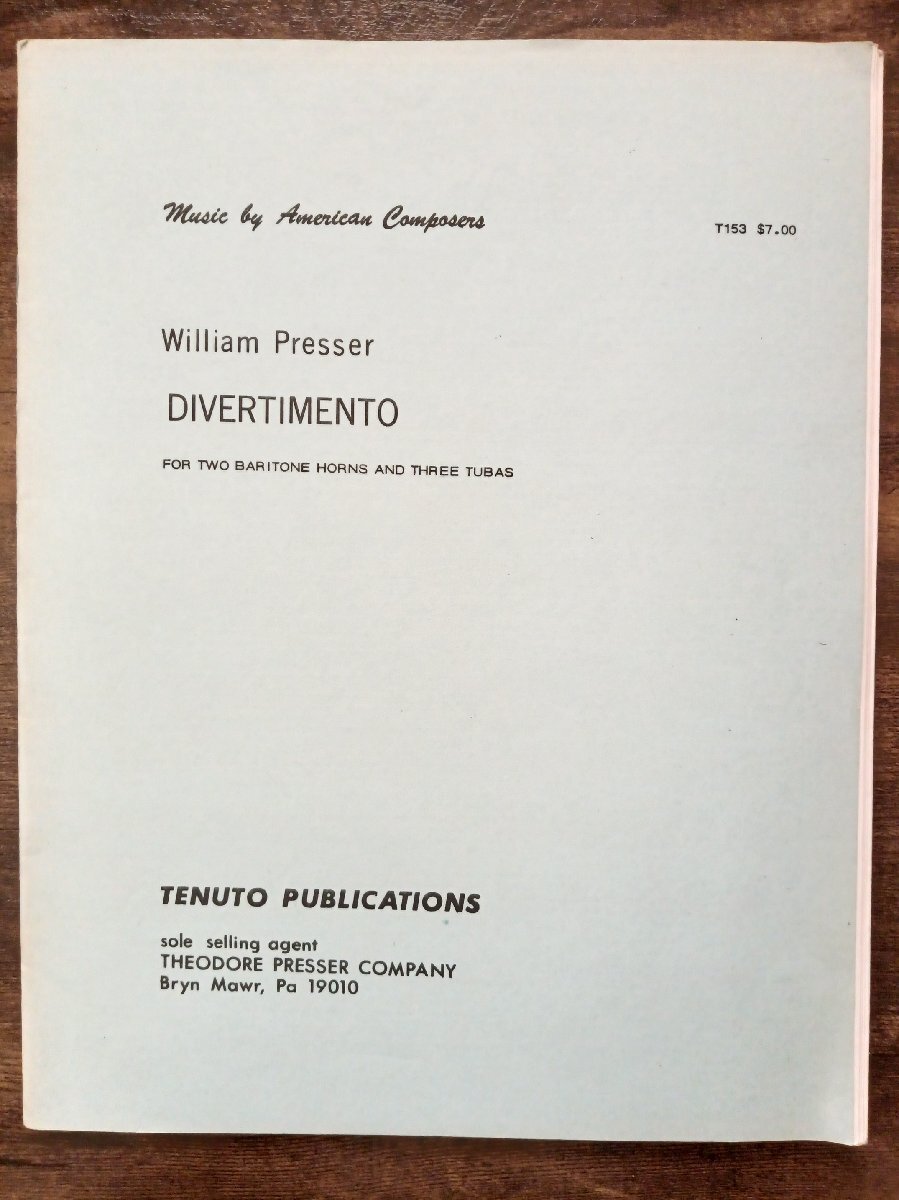 Music by American Composers
T153 $7.00
William Presser
DIVERTIMENTO
FOR TWO BARITONE HORNS AND THREE TUBAS
TENUTO PUBLICATIONS
sole selling agent
THEODORE PRESSER COMPANY
Bryn Mawr, Pa 19010